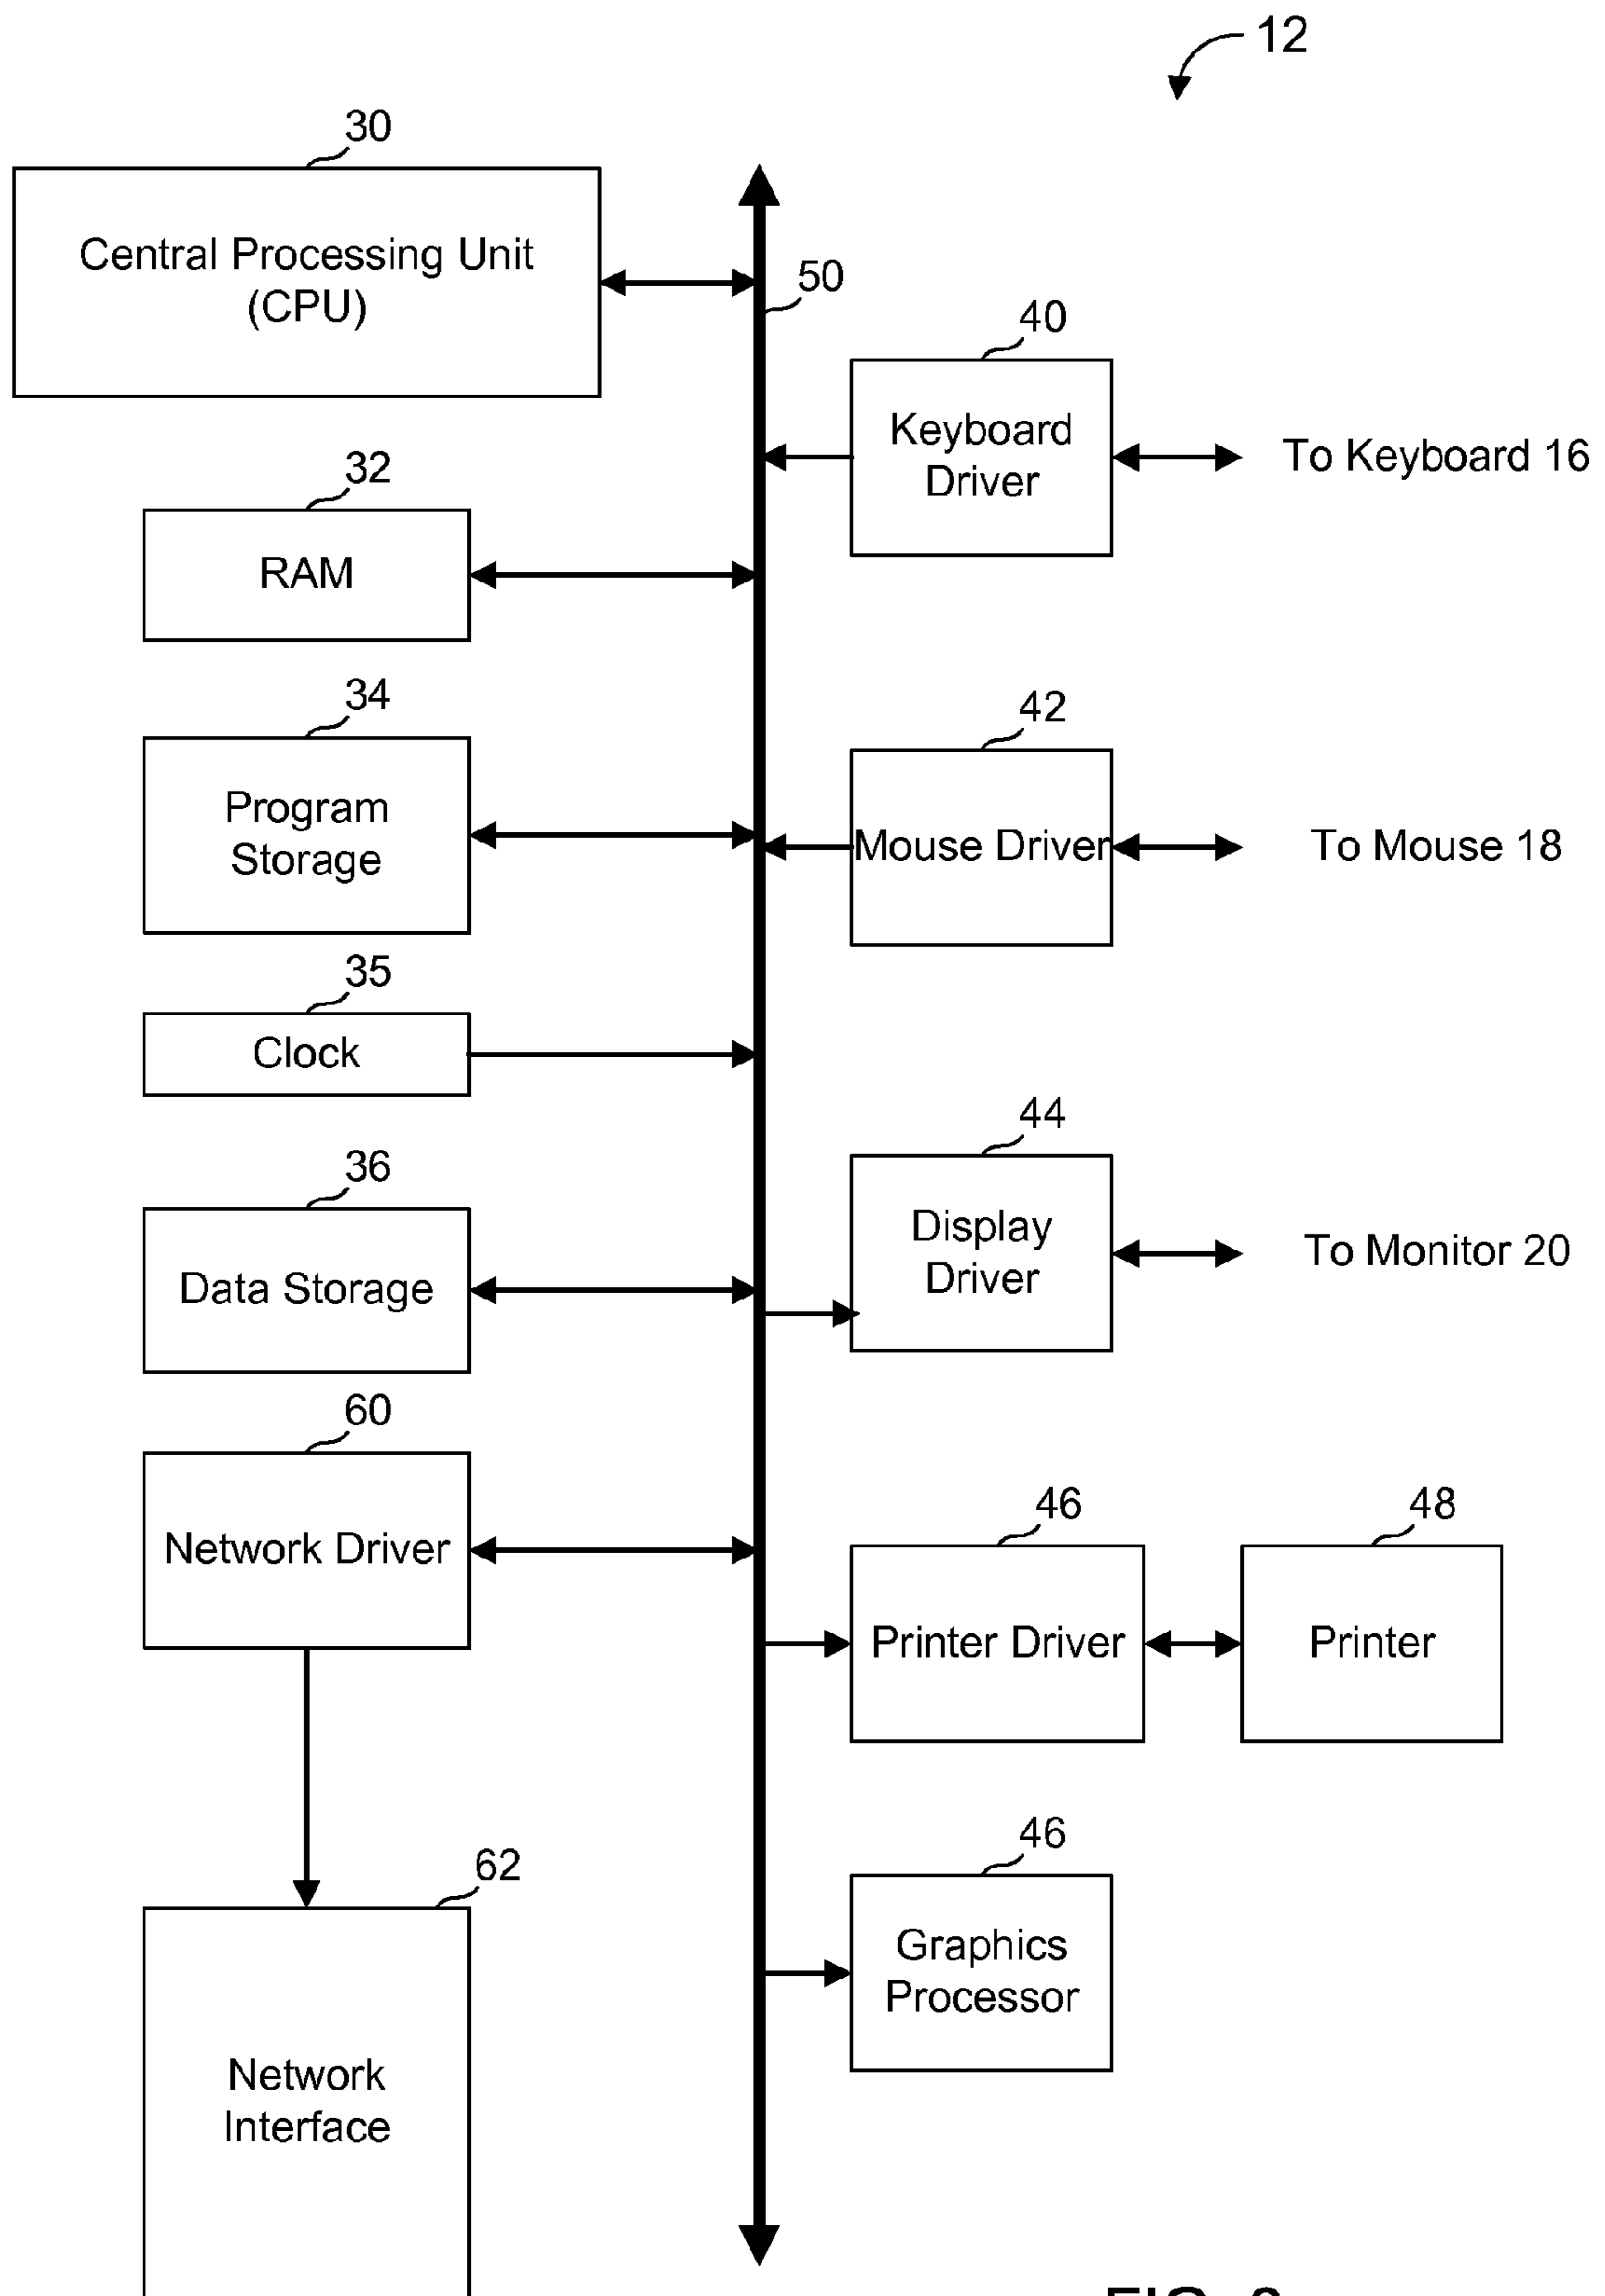 12
30
Central Processing Unit
(CPU)
50
40
Keyboard
Driver
To Keyboard 16
32
RAM
34
Program
Storage
42
Mouse Driver
To Mouse 18
35
Clock
44
Display
Driver
To Monitor 20
36
Data Storage
60
Network Driver
46
Printer Driver
48
Printer
46
Graphics
Processor
62
Network
Interface
FIG.